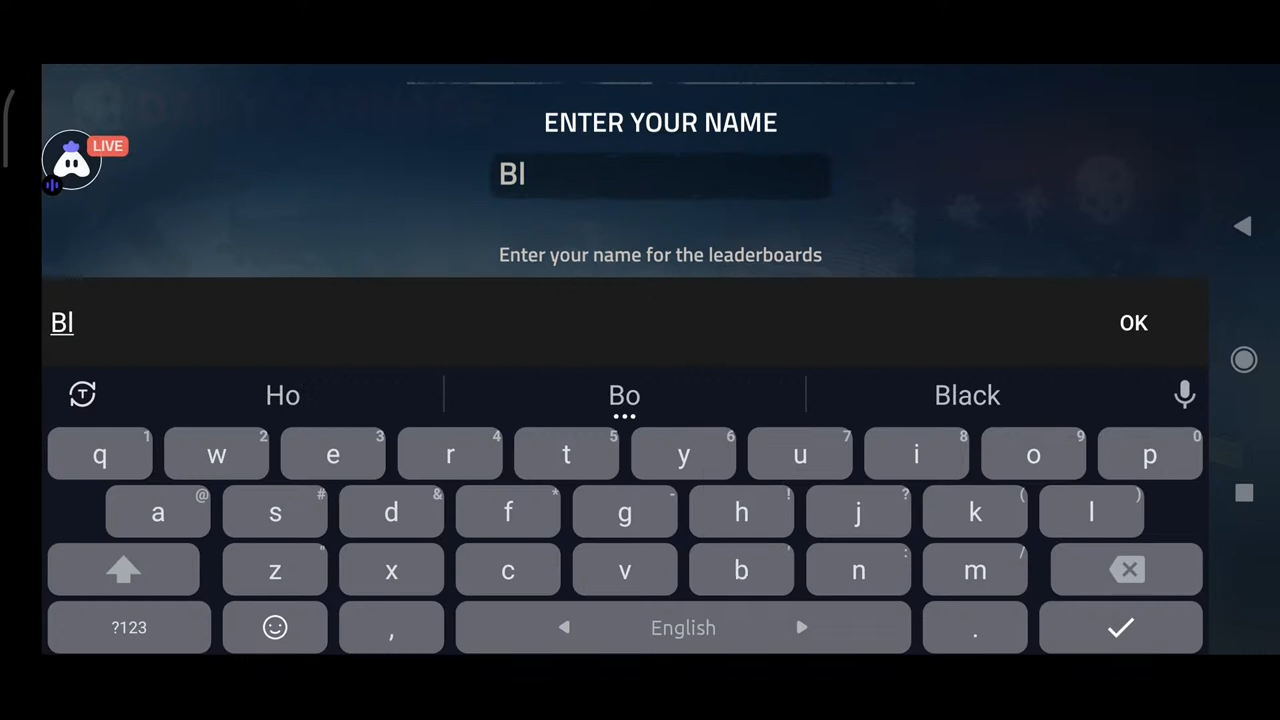 ENTER YOUR NAME
LIVE
Bl
Enter your name for the leaderboards
Bl
OK
Ho Bo Black
q 1 w 2 e 3 r 4 t 5 y 6 u 7 i 8 o 9 p 0
a @ s # d & f * g - h ! j ? k ( l )
z " x c v b ' n : m /
?123 , English .